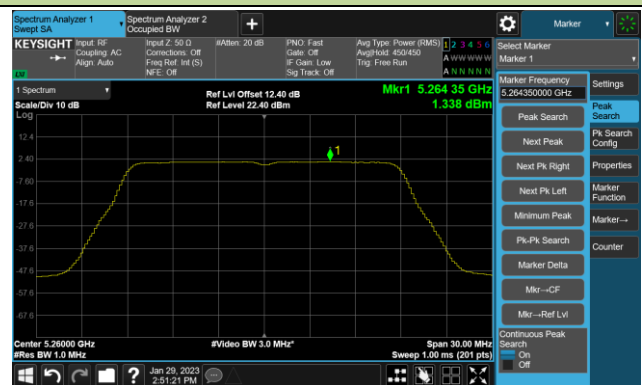 Spectrum Analyzer 1
Swept SA
Spectrum Analyzer 2
Occupied BW
Marker
KEYSIGHT
Input: RF
Coupling: AC
Align: Auto
Input Z: 50 Ω
Corrections: Off
Freq Ref: Int (S)
NFE: Off
#Atten: 20 dB
PNO: Fast
Gate: Off
IF Gain: Low
Sig Track: Off
Avg Type: Power (RMS)
Avg|Hold: 450/450
Trig: Free Run
1 2 3 4 5 6
A W W W W W
A N N N N N
LXI
Select Marker
Marker 1
1 Spectrum
Scale/Div 10 dB
Log
Ref Lvl Offset 12.40 dB
Ref Level 22.40 dBm
Mkr1 5.264 35 GHz
1.338 dBm
1
12.4
2.40
-7.60
-17.6
-27.6
-37.6
-47.6
-57.6
-67.6
Center 5.26000 GHz
#Res BW 1.0 MHz
#Video BW 3.0 MHz*
Span 30.00 MHz
Sweep 1.00 ms (201 pts)
Marker Frequency
5.264350000 GHz
Peak Search
Next Peak
Next Pk Right
Next Pk Left
Minimum Peak
Pk-Pk Search
Marker Delta
Mkr→CF
Mkr→Ref Lvl
Continuous Peak
Search
On
Off
Settings
Peak
Search
Pk Search
Config
Properties
Marker
Function
Marker→
Counter
Jan 29, 2023
2:51:21 PM